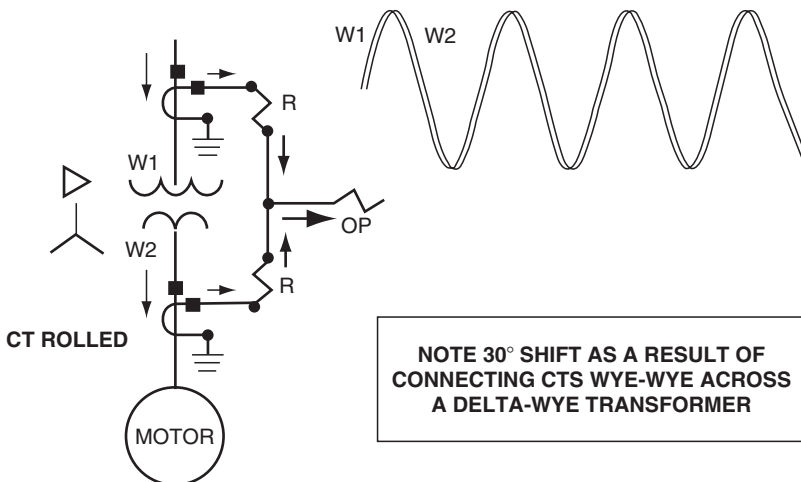 W1 W2
R
W1
OP
W2
R
CT ROLLED
NOTE 30° SHIFT AS A RESULT OF
CONNECTING CTS WYE-WYE ACROSS
A DELTA-WYE TRANSFORMER
MOTOR